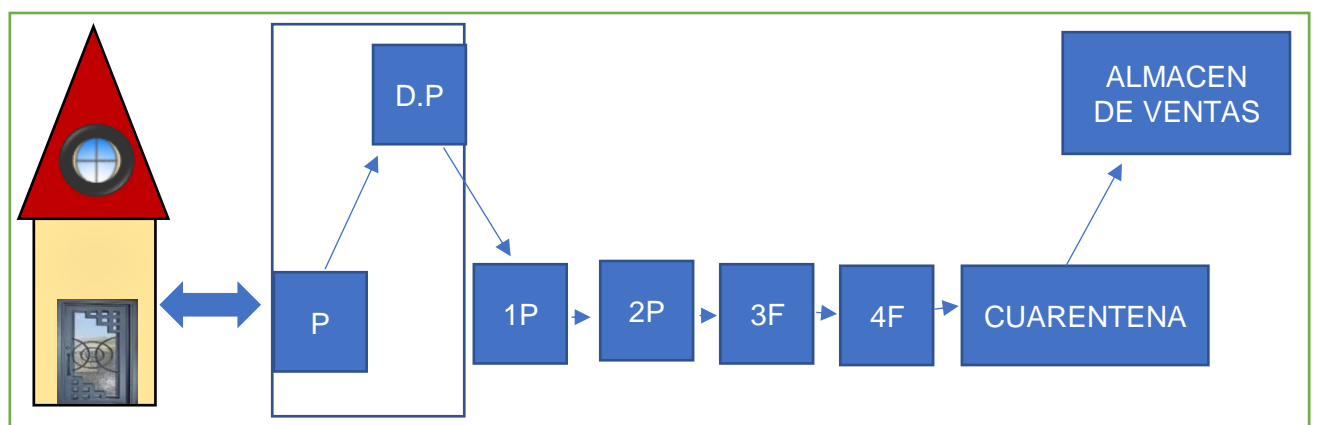 D.P
ALMACEN
DE VENTAS
P
1P
2P
3F
4F
CUARENTENA